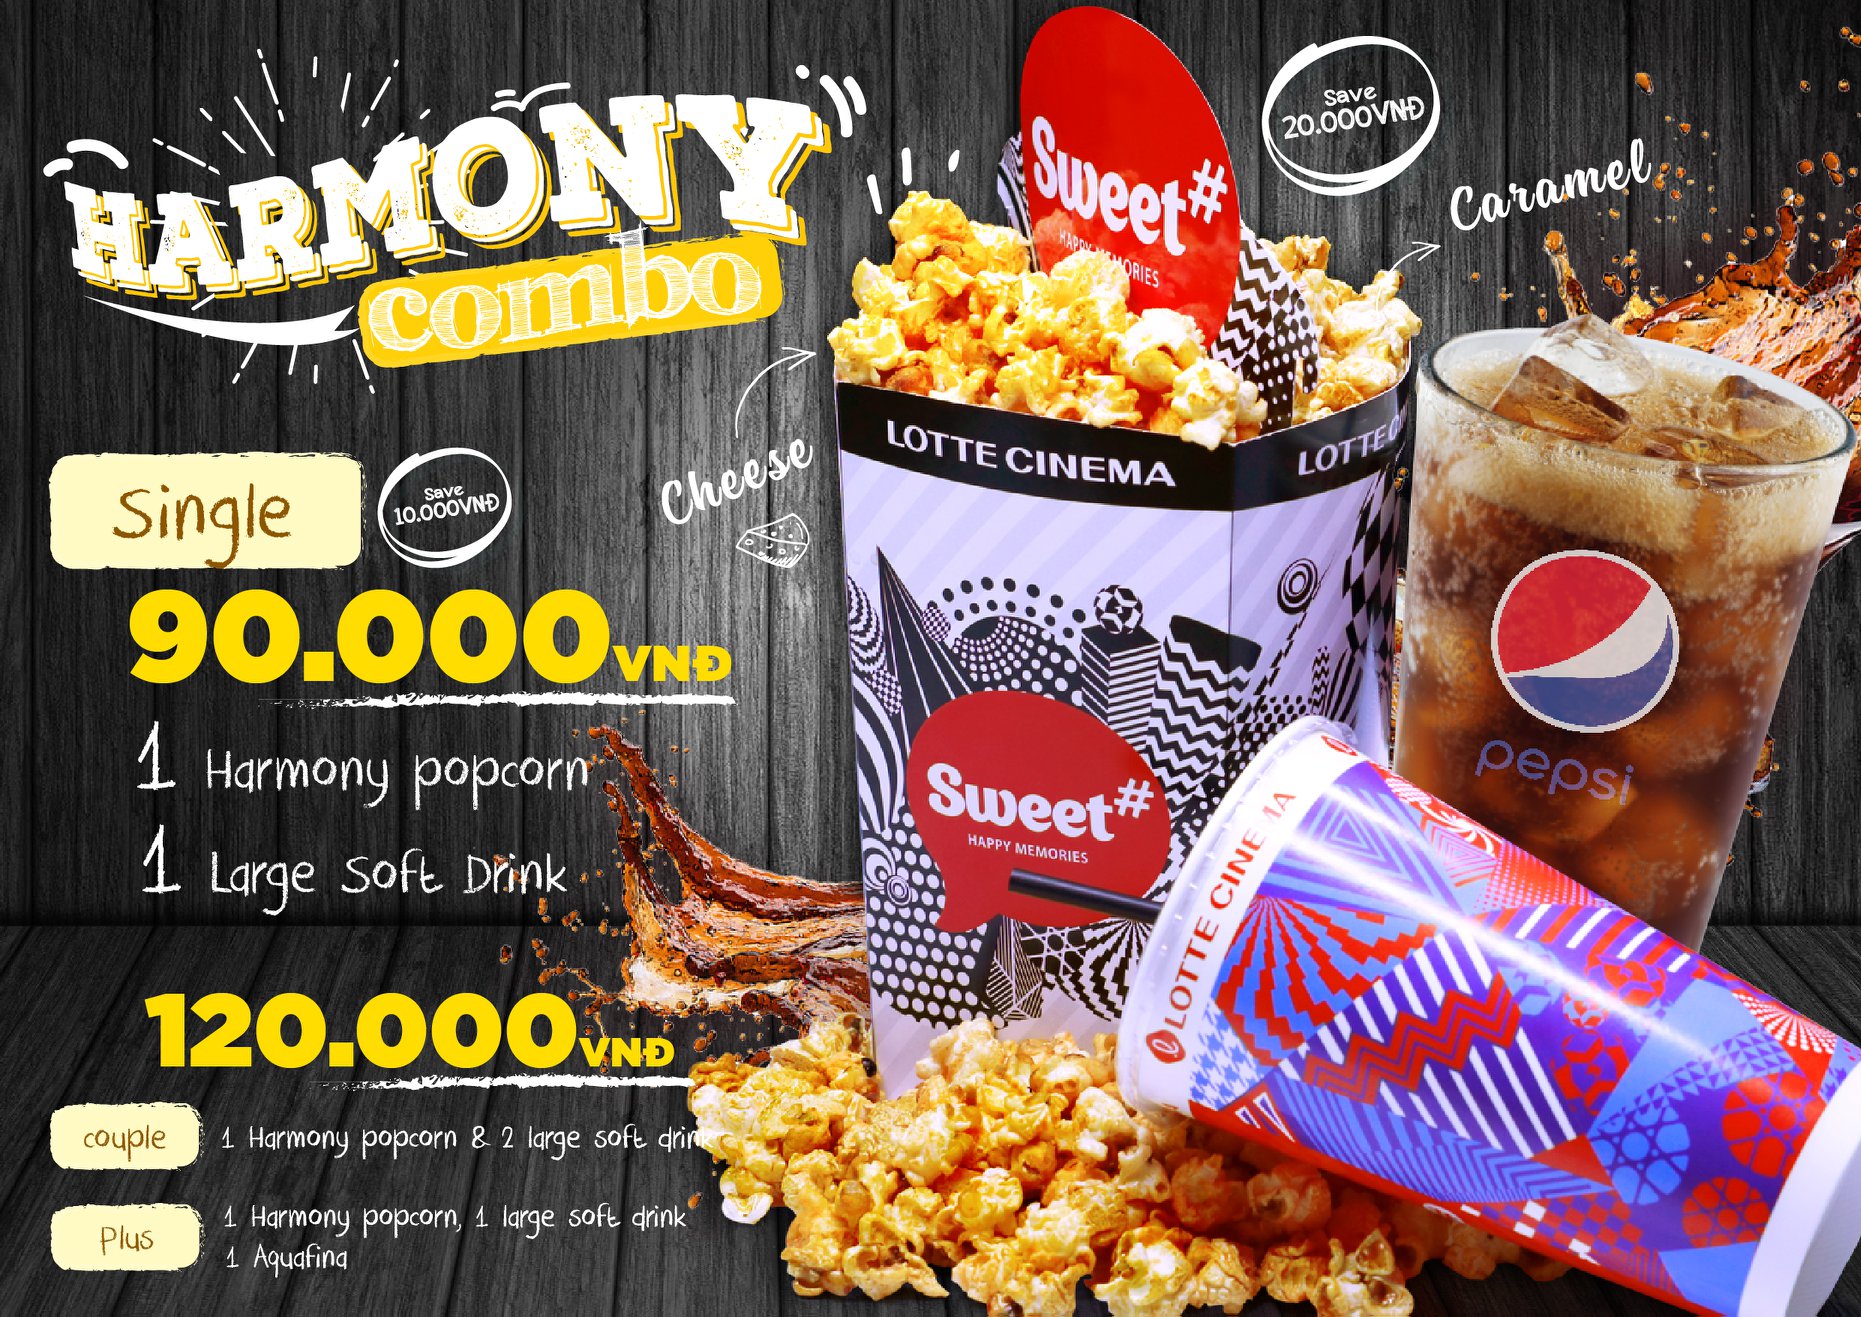 HARMONY
combo
Save
20.000VNĐ
Caramel
Sweet#
HAPPY MEMORIES
Cheese
LOTTE CINEMA
LOTTE
Single
Save
10.000VNĐ
90.000VNĐ
1 Harmony popcorn
1 Large Soft Drink
Sweet#
HAPPY MEMORIES
pepsi
LOTTE CINEMA
120.000VNĐ
couple
1 Harmony popcorn & 2 large soft drink
Plus
1 Harmony popcorn, 1 large soft drink
1 Aquafina